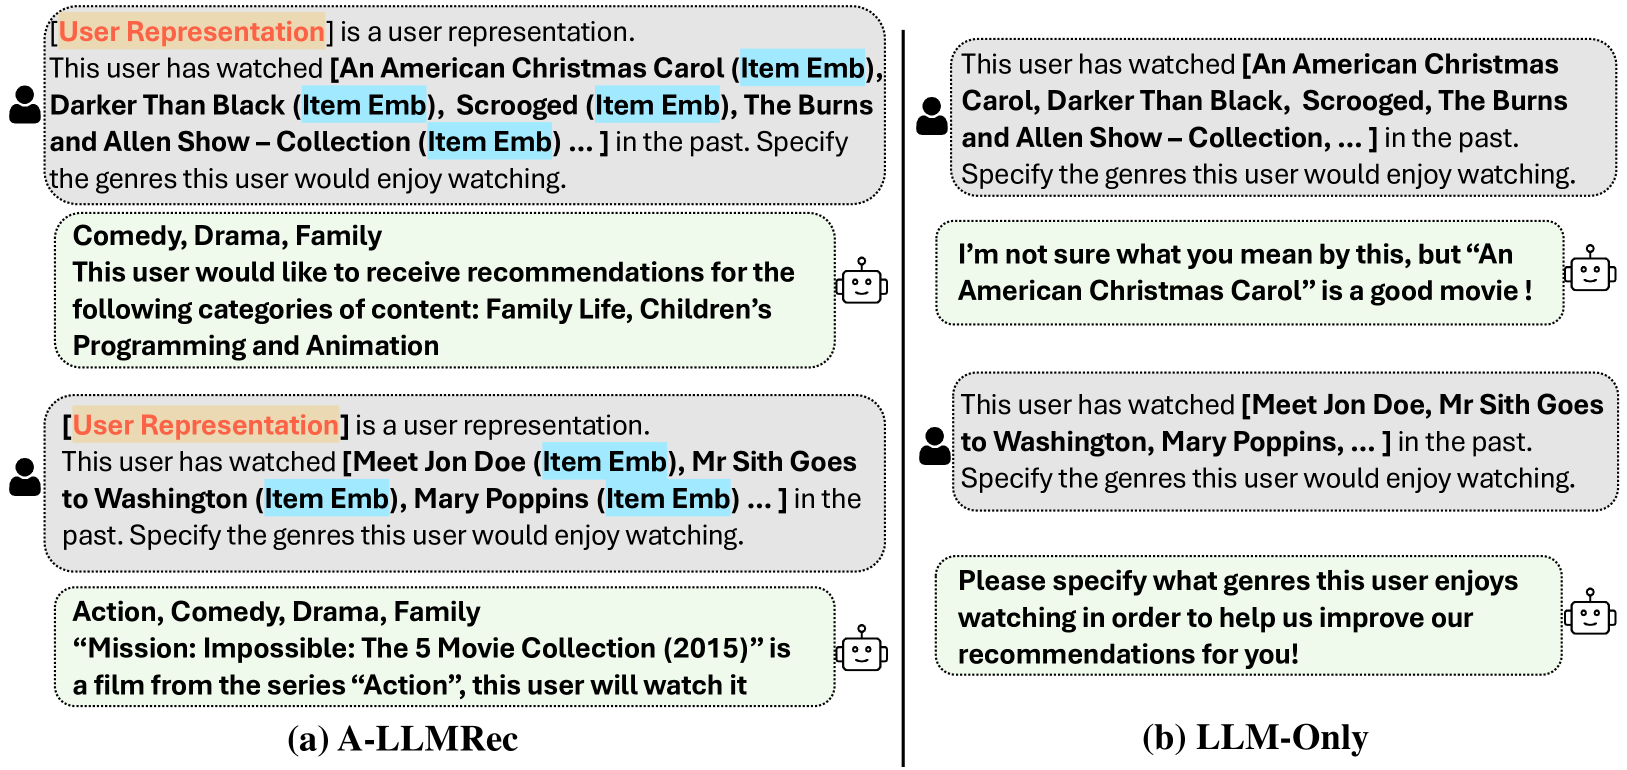 [User Representation] is a user representation.
This user has watched [An American Christmas Carol (Item Emb),
Darker Than Black (Item Emb), Scrooged (Item Emb), The Burns
and Allen Show – Collection (Item Emb) ... ] in the past. Specify
the genres this user would enjoy watching.
Comedy, Drama, Family
This user would like to receive recommendations for the
following categories of content: Family Life, Children's
Programming and Animation
[User Representation] is a user representation.
This user has watched [Meet Jon Doe (Item Emb), Mr Sith Goes
to Washington (Item Emb), Mary Poppins (Item Emb) ... ] in the
past. Specify the genres this user would enjoy watching.
Action, Comedy, Drama, Family
“Mission: Impossible: The 5 Movie Collection (2015)” is
a film from the series “Action”, this user will watch it
(a) A-LLMRec
This user has watched [An American Christmas
Carol, Darker Than Black, Scrooged, The Burns
and Allen Show – Collection, ... ] in the past.
Specify the genres this user would enjoy watching.
I'm not sure what you mean by this, but “An
American Christmas Carol” is a good movie !
This user has watched [Meet Jon Doe, Mr Sith Goes
to Washington, Mary Poppins, ... ] in the past.
Specify the genres this user would enjoy watching.
Please specify what genres this user enjoys
watching in order to help us improve our
recommendations for you!
(b) LLM-Only